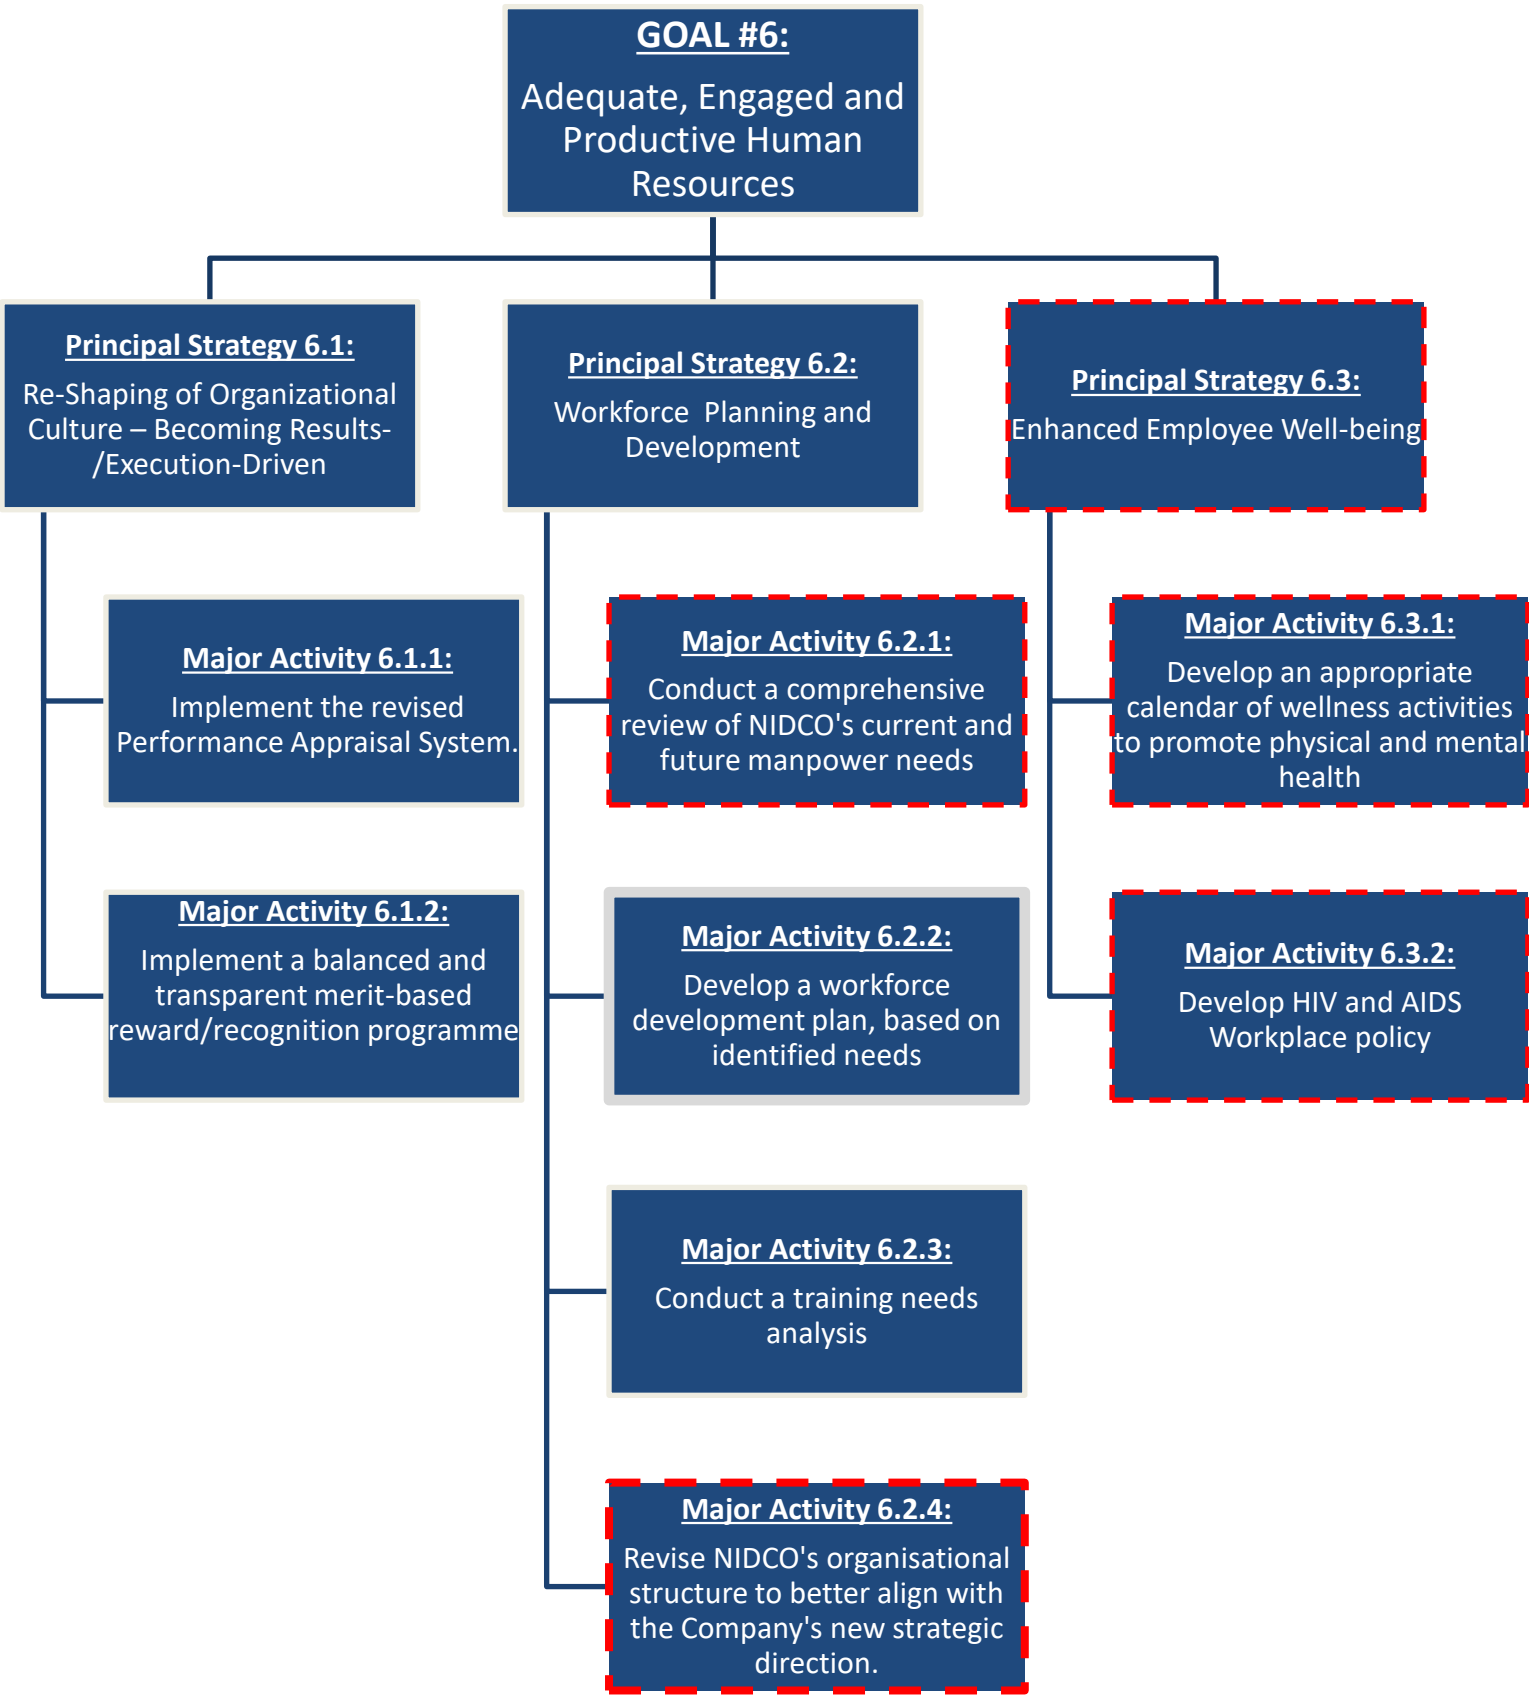 GOAL #6:
Adequate, Engaged and
Productive Human
Resources
Principal Strategy 6.1:
Re-Shaping of Organizational
Culture – Becoming Results-
/Execution-Driven
Principal Strategy 6.2:
Workforce  Planning and
Development
Principal Strategy 6.3:
Enhanced Employee Well-being
Major Activity 6.1.1:
Implement the revised
Performance Appraisal System.
Major Activity 6.1.2:
Implement a balanced and
transparent merit-based
reward/recognition programme
Major Activity 6.2.1:
Conduct a comprehensive
review of NIDCO's current and
future manpower needs
Major Activity 6.2.2:
Develop a workforce
development plan, based on
identified needs
Major Activity 6.2.3:
Conduct a training needs
analysis
Major Activity 6.2.4:
Revise NIDCO's organisational
structure to better align with
the Company's new strategic
direction.
Major Activity 6.3.1:
Develop an appropriate
calendar of wellness activities
to promote physical and mental
health
Major Activity 6.3.2:
Develop HIV and AIDS
Workplace policy